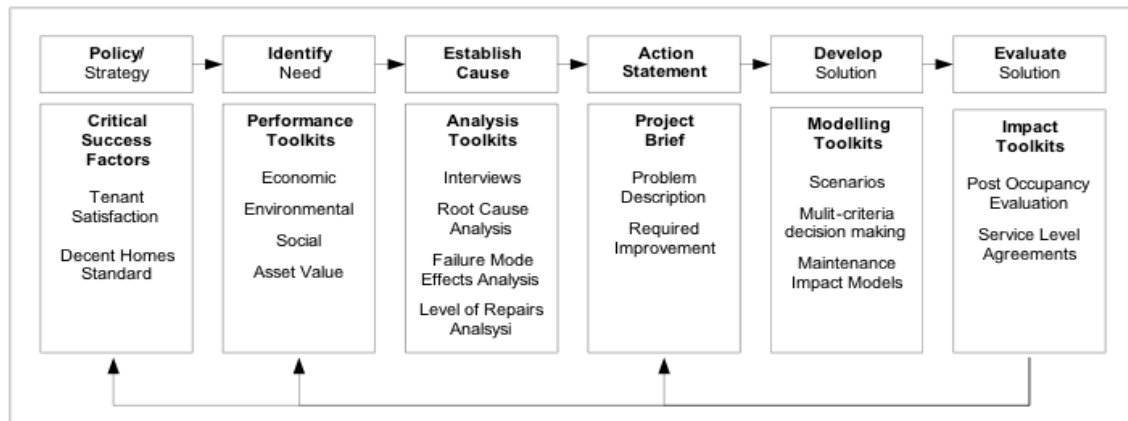 Policy/
Strategy
Identify
Need
Establish
Cause
Action
Statement
Develop
Solution
Evaluate
Solution
Critical
Success
Factors
Tenant
Satisfaction
Decent Homes
Standard
Performance
Toolkits
Economic
Environmental
Social
Asset Value
Analysis
Toolkits
Interviews
Root Cause
Analysis
Failure Mode
Effects Analysis
Level of Repairs
Analsysi
Project
Brief
Problem
Description
Required
Improvement
Modelling
Toolkits
Scenarios
Mulit-criteria
decision making
Maintenance
Impact Models
Impact
Toolkits
Post Occupancy
Evaluation
Service Level
Agreements